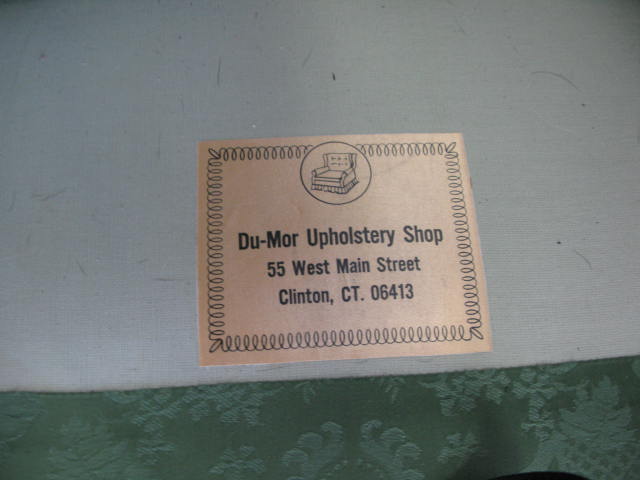 Du-Mor Upholstery Shop
55 West Main Street
Clinton, CT. 06413